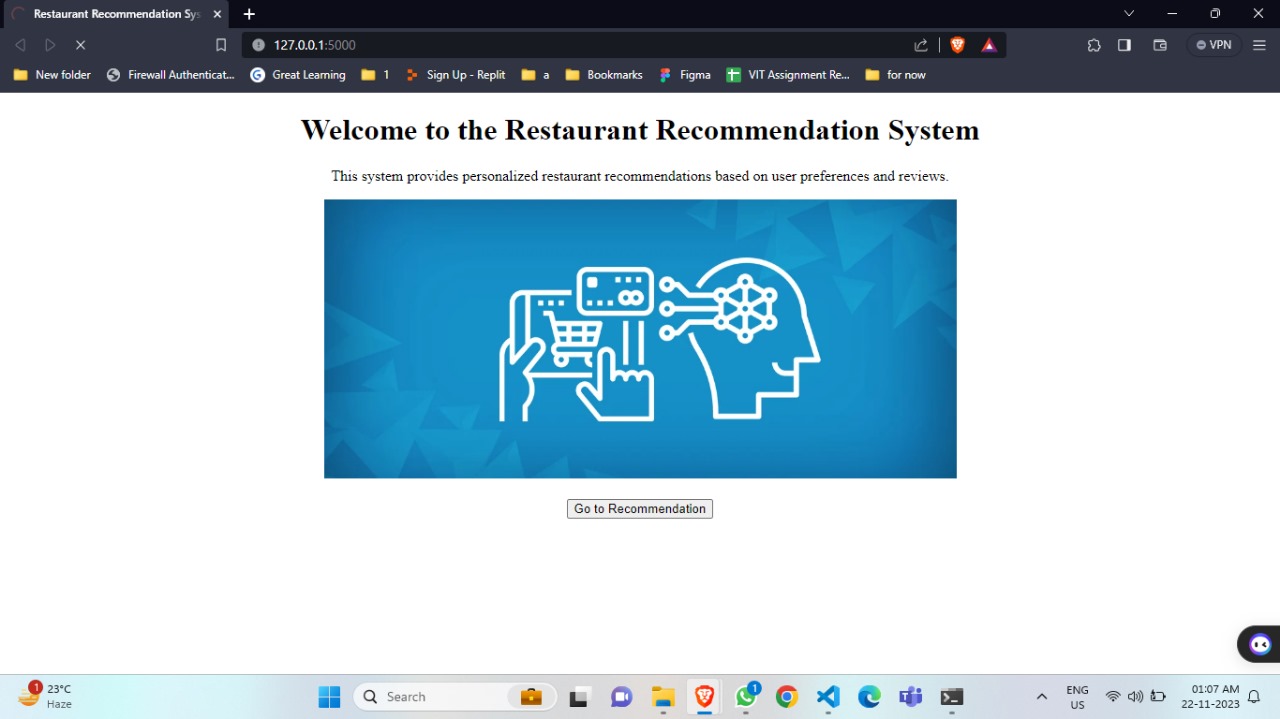 Restaurant Recommendation Sys
127.0.0.1:5000
VPN
New folder
Firewall Authenticat...
Great Learning
1
Sign Up - Replit
a
Bookmarks
Figma
VIT Assignment Re...
for now
Welcome to the Restaurant Recommendation System
This system provides personalized restaurant recommendations based on user preferences and reviews.
Go to Recommendation
1
23°C
Haze
Search
1
ENG
US
01:07 AM
22-11-2023